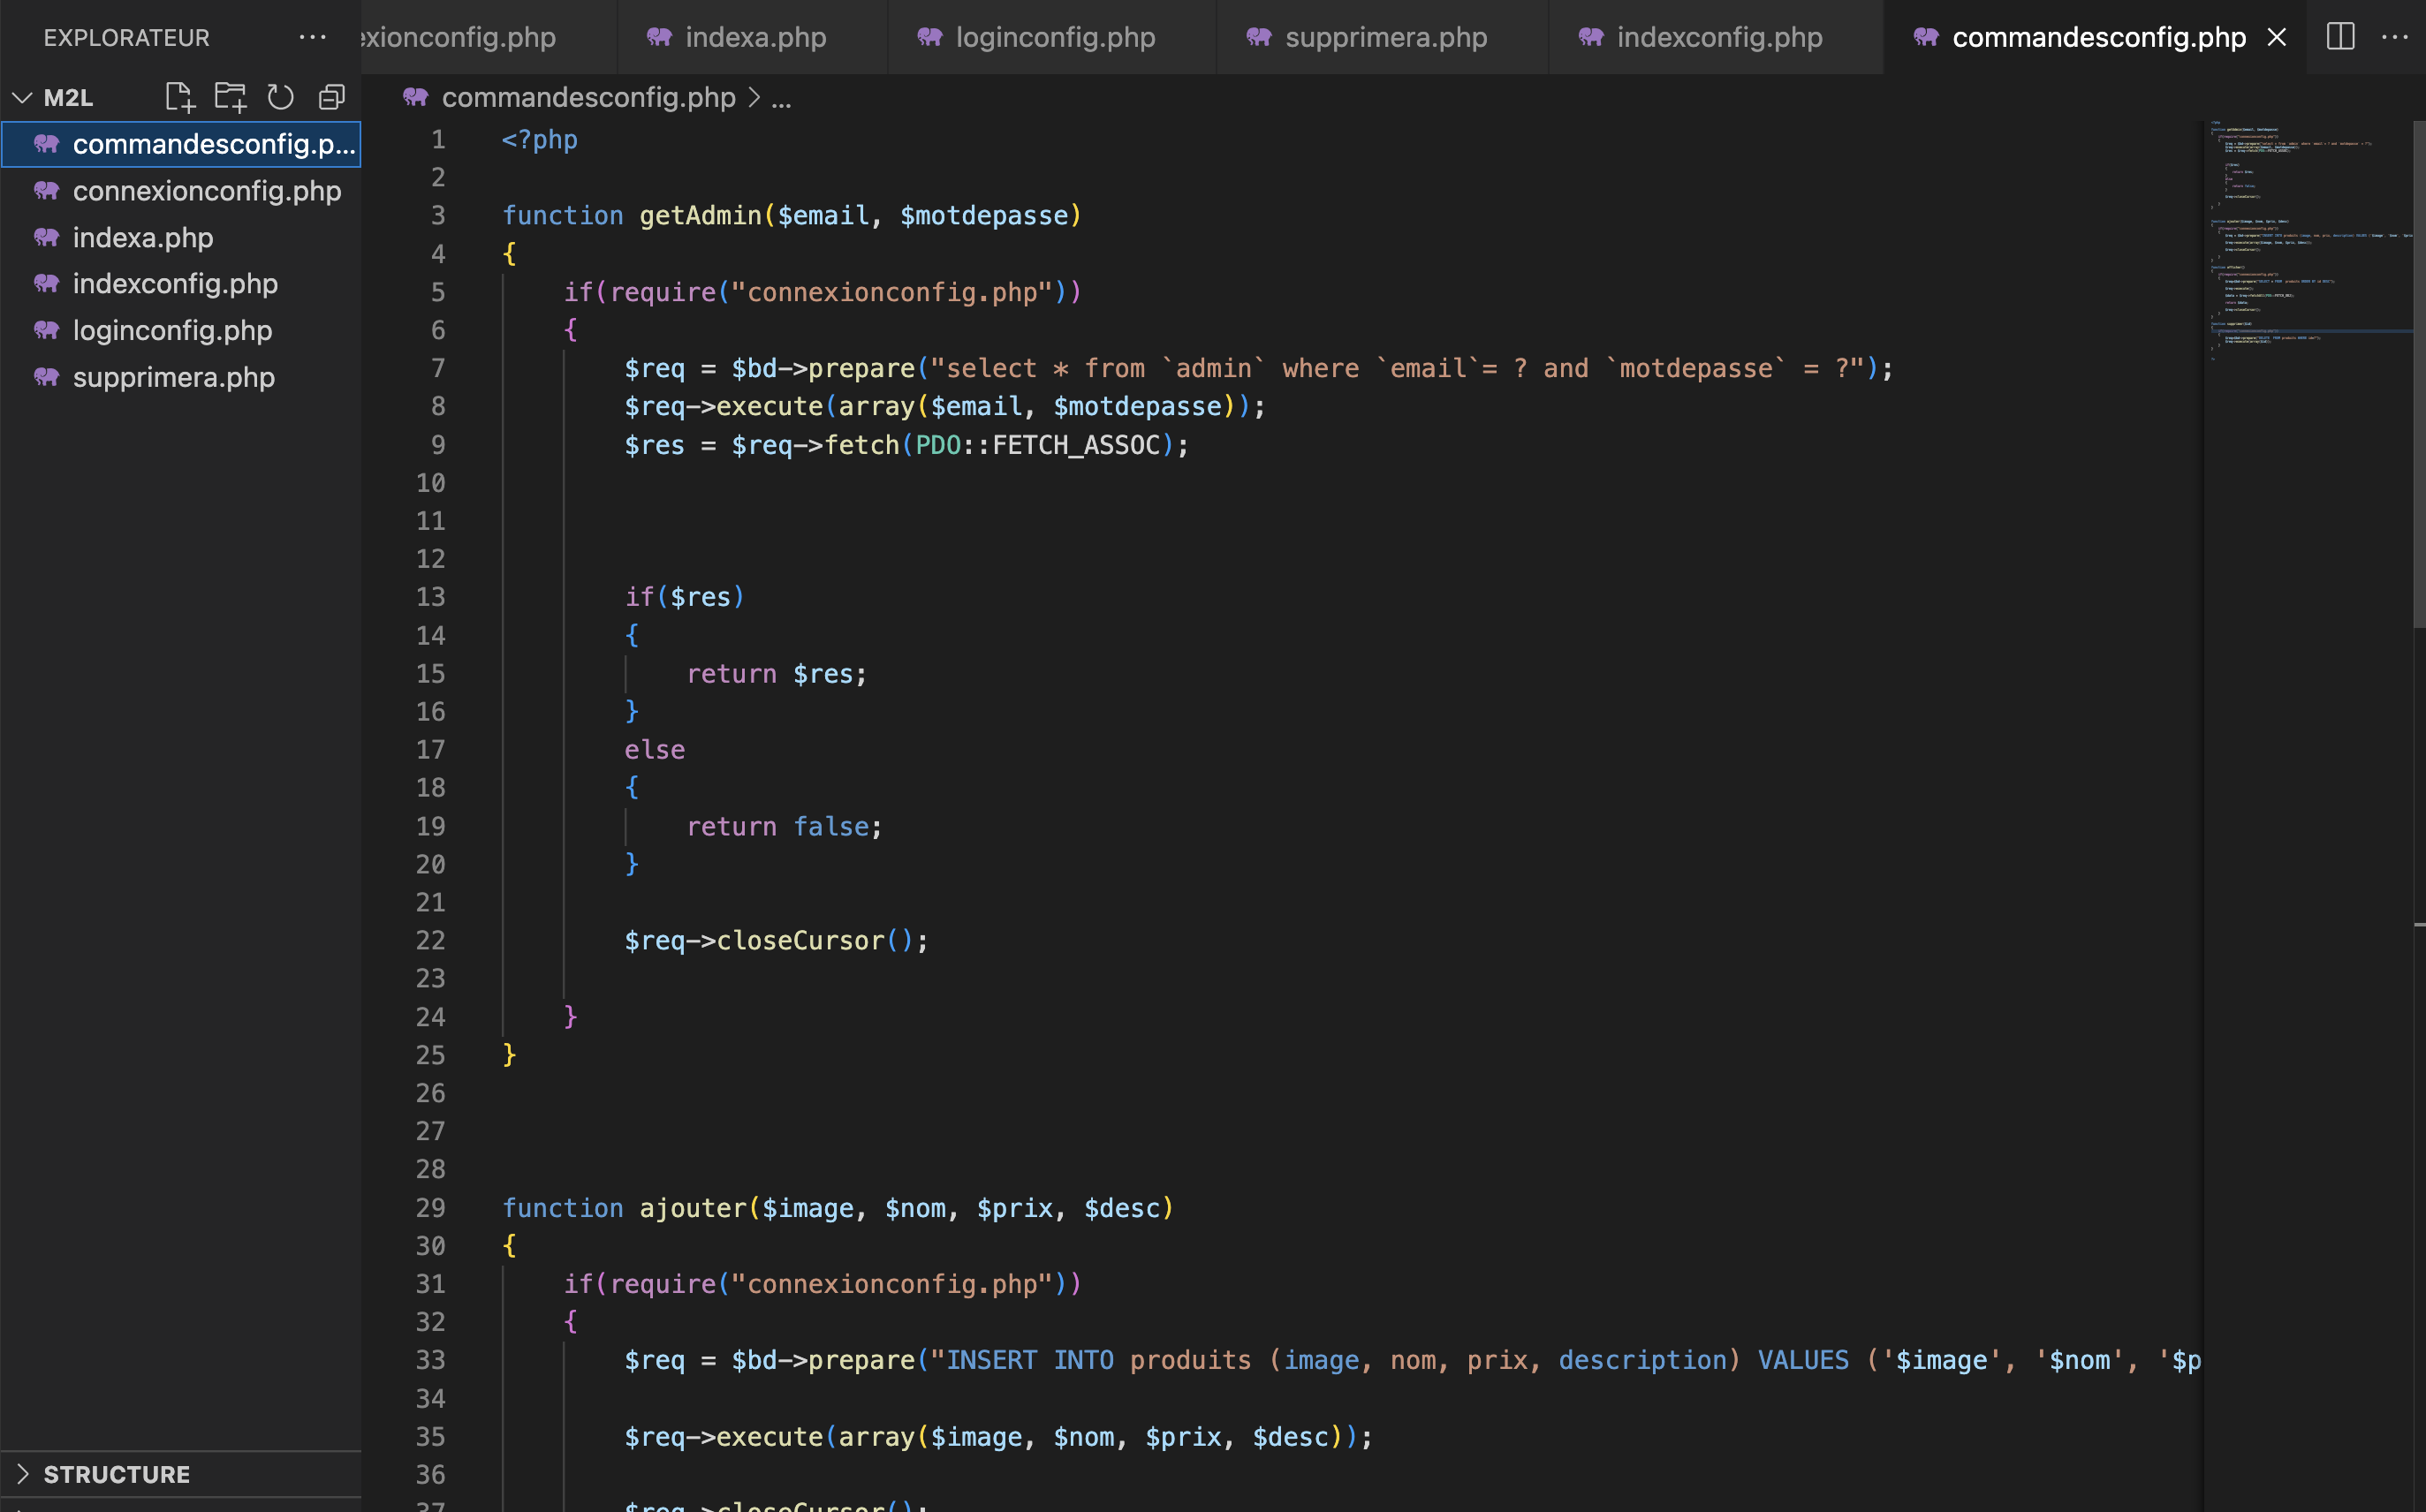 EXPLORATEUR
M2L
commandesconfig.p...
connexionconfig.php
indexa.php
indexconfig.php
loginconfig.php
supprimera.php
STRUCTURE
exionconfig.php indexa.php loginconfig.php supprimera.php indexconfig.php commandesconfig.php
commandesconfig.php > ...
1 <?php
2
3 function getAdmin($email, $motdepasse)
4 {
5 if(require("connexionconfig.php"))
6 {
7 $req = $bd->prepare("select * from `admin` where `email`= ? and `motdepasse` = ?");
8 $req->execute(array($email, $motdepasse));
9 $res = $req->fetch(PDO::FETCH_ASSOC);
10
11
12
13 if($res)
14 {
15 return $res;
16 }
17 else
18 {
19 return false;
20 }
21
22 $req->closeCursor();
23
24 }
25 }
26
27
28
29 function ajouter($image, $nom, $prix, $desc)
30 {
31 if(require("connexionconfig.php"))
32 {
33 $req = $bd->prepare("INSERT INTO produits (image, nom, prix, description) VALUES ('$image', '$nom', '$p
34
35 $req->execute(array($image, $nom, $prix, $desc));
36
37 $req->closeCursor();